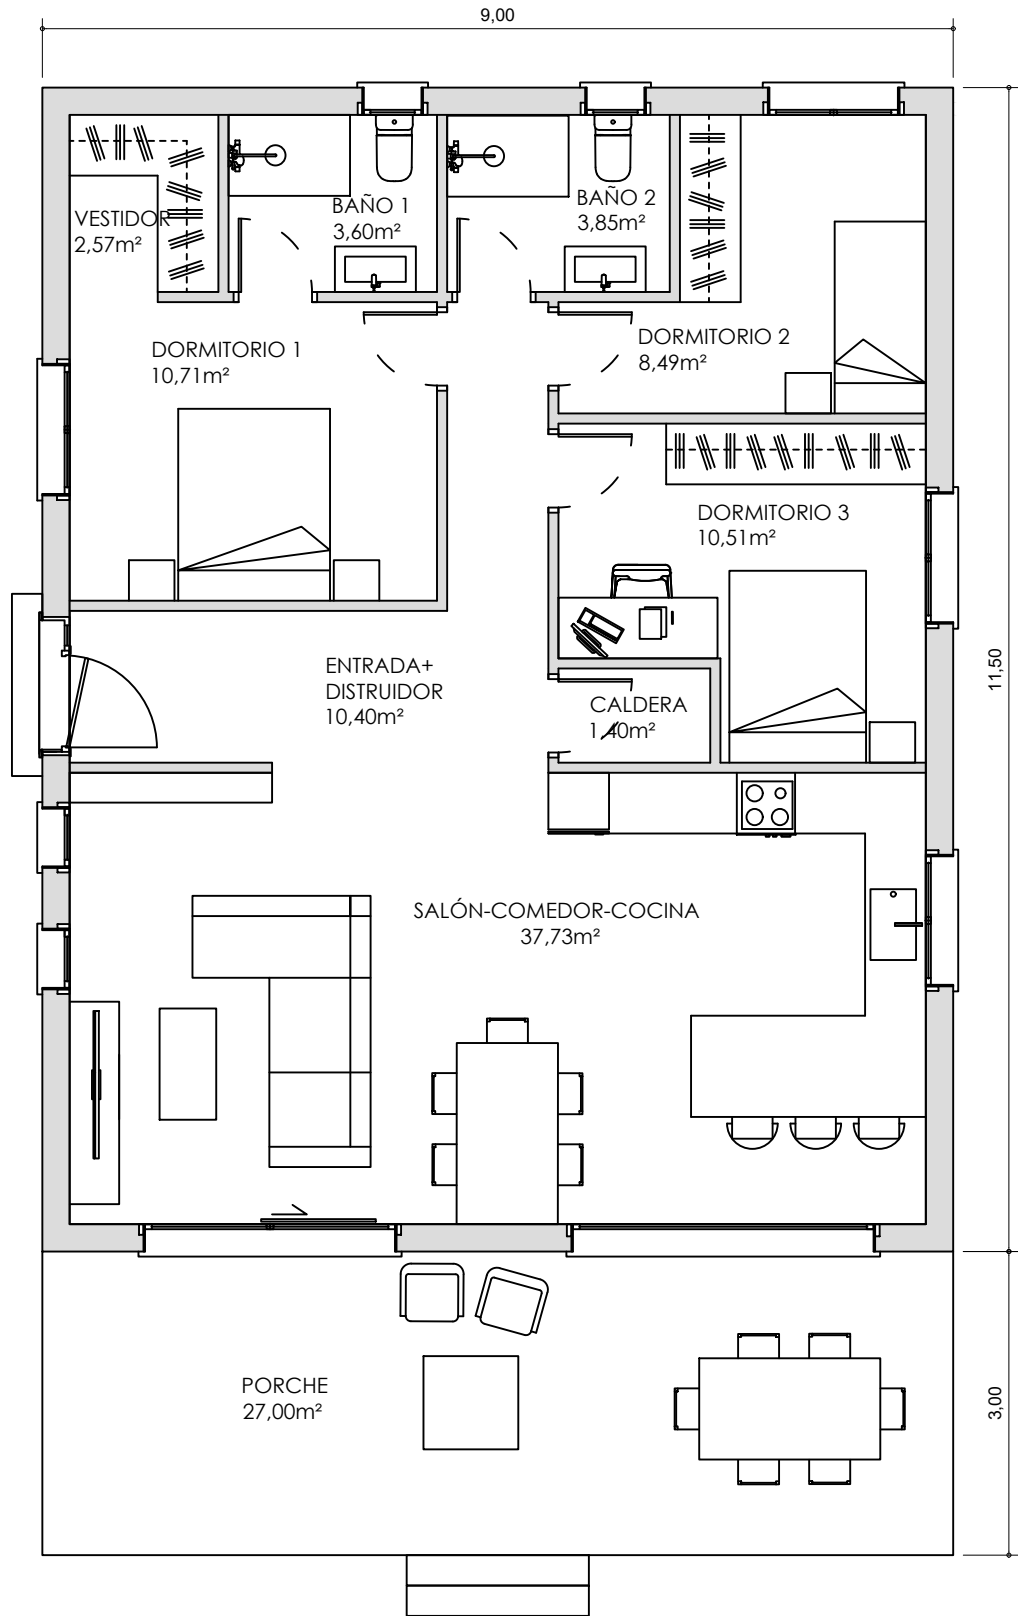 9,00
VESTIDOR
2,57m²
BAÑO 1
3,60m²
BAÑO 2
3,85m²
DORMITORIO 1
10,71m²
DORMITORIO 2
8,49m²
DORMITORIO 3
10,51m²
ENTRADA+
DISTRUIDOR
10,40m²
CALDERA
1,40m²
11,50
SALÓN-COMEDOR-COCINA
37,73m²
PORCHE
27,00m²
3,00